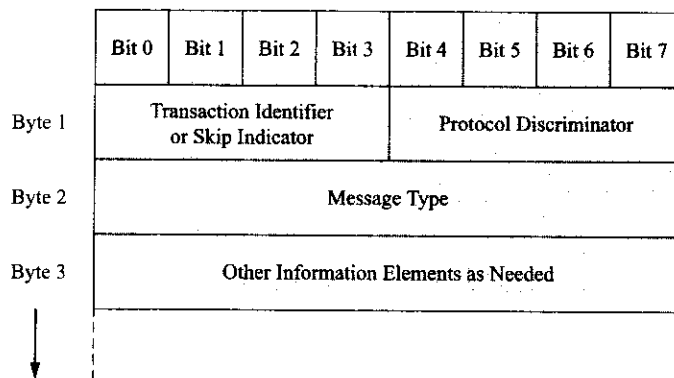 Bit 0 Bit 1 Bit 2 Bit 3 Bit 4 Bit 5 Bit 6 Bit 7
Byte 1
Transaction Identifier
or Skip Indicator
Protocol Discriminator
Byte 2
Message Type
Byte 3
Other Information Elements as Needed